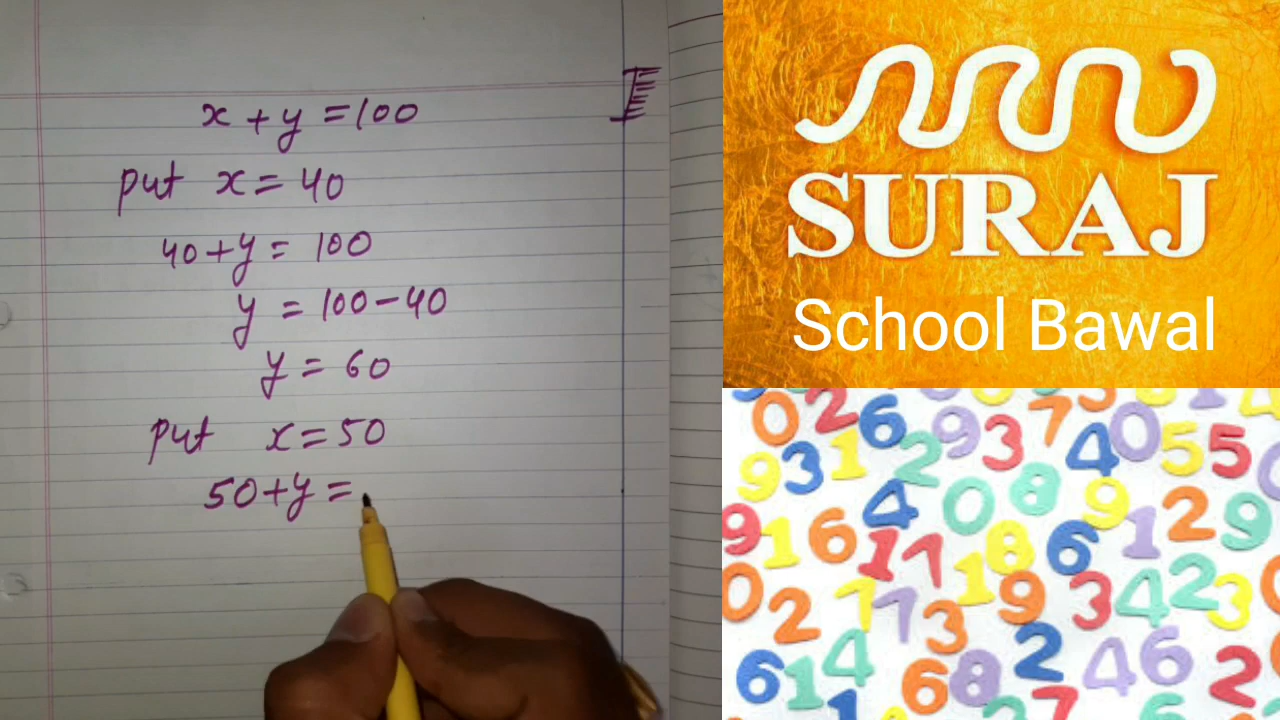 x + y = 100
put x = 40
40 + y = 100
y = 100 - 40
y = 60
put x = 50
50 + y =
SURAJ
School Bawal